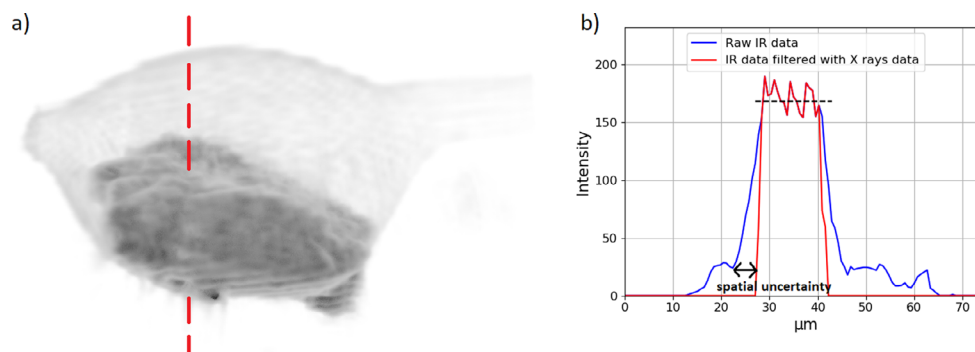 a)
b)
Raw IR data
IR data filtered with X rays data
200
150
100
50
0
Intensity
spatial uncertainty
0 10 20 30 40 50 60 70
μm